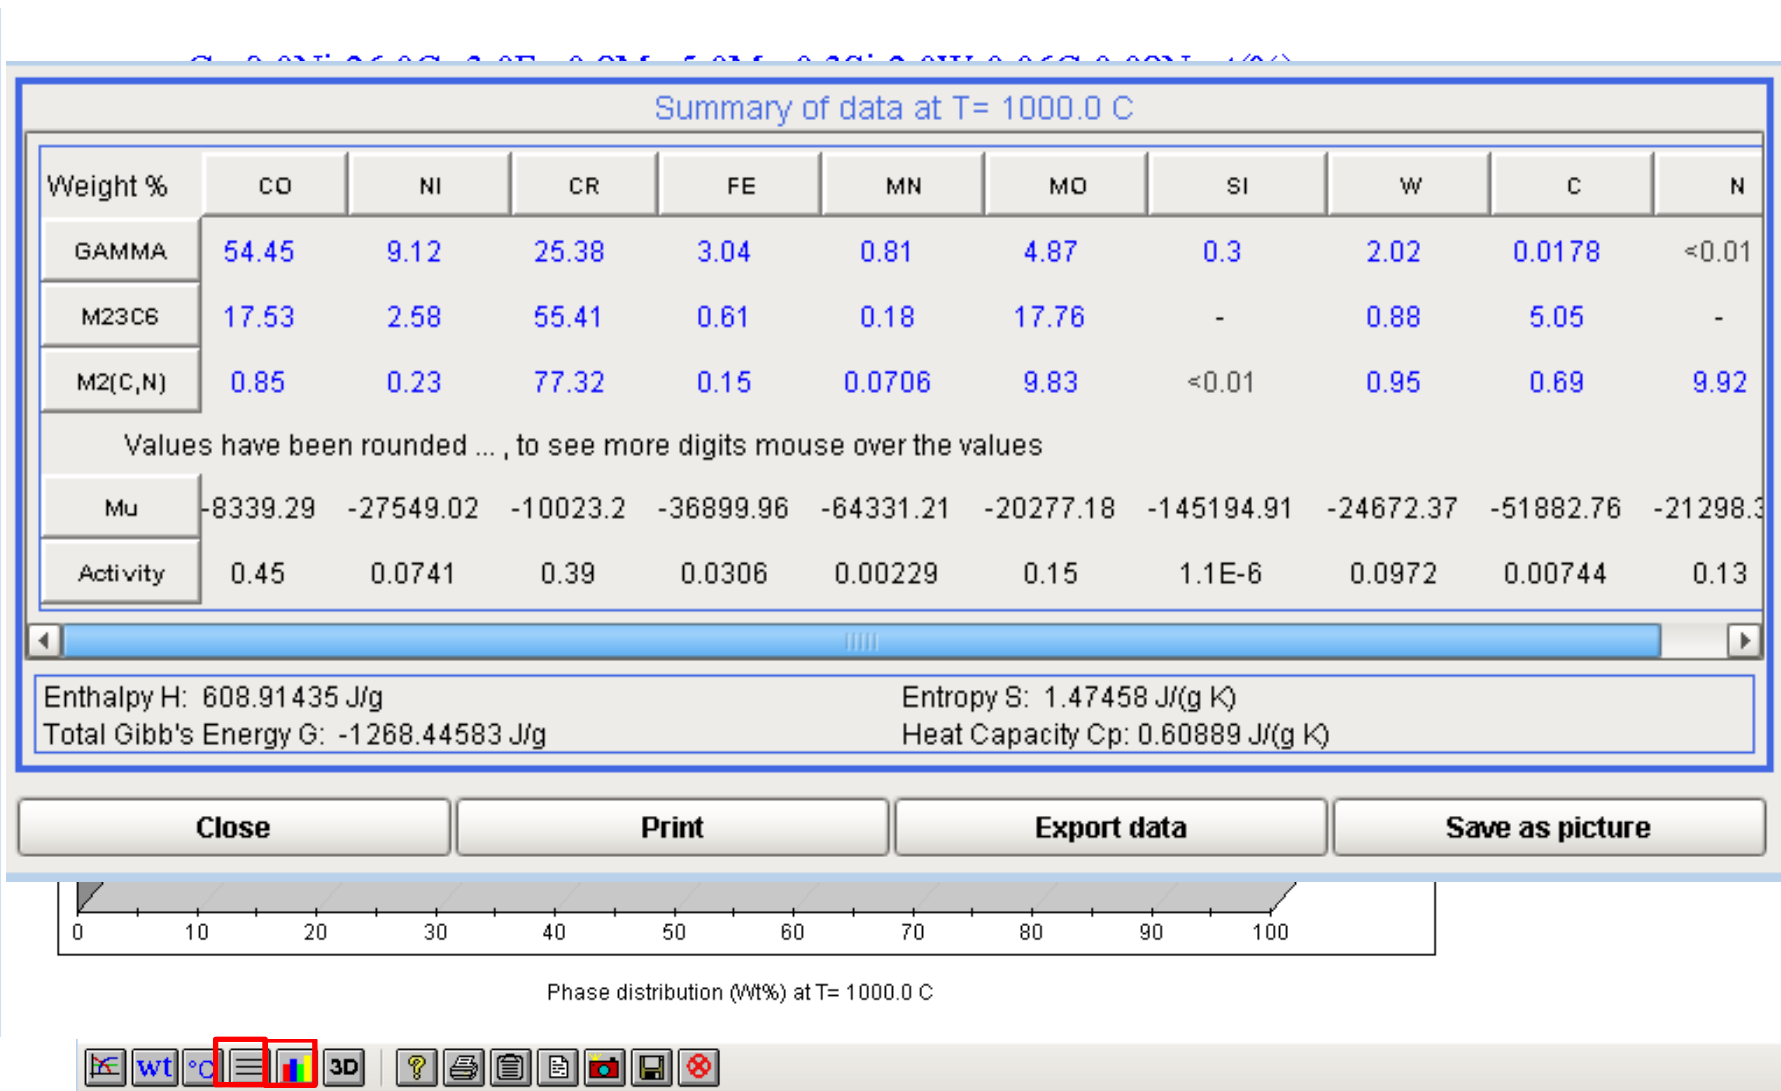 Summary of data at T= 1000.0 C
Weight % CO NI CR FE MN MO SI W C N
GAMMA 54.45 9.12 25.38 3.04 0.81 4.87 0.3 2.02 0.0178 <0.01
M23C6 17.53 2.58 55.41 0.61 0.18 17.76 - 0.88 5.05 -
M2(C,N) 0.85 0.23 77.32 0.15 0.0706 9.83 <0.01 0.95 0.69 9.92
Values have been rounded ... , to see more digits mouse over the values
Mu -8339.29 -27549.02 -10023.2 -36899.96 -64331.21 -20277.18 -145194.91 -24672.37 -51882.76 -21298.3
Activity 0.45 0.0741 0.39 0.0306 0.00229 0.15 1.1E-6 0.0972 0.00744 0.13
Enthalpy H: 608.91435 J/g Entropy S: 1.47458 J/(g K)
Total Gibb's Energy G: -1268.44583 J/g Heat Capacity Cp: 0.60889 J/(g K)
Close Print Export data Save as picture
0 10 20 30 40 50 60 70 80 90 100
Phase distribution (Wt%) at T= 1000.0 C
wt °C 3D ?